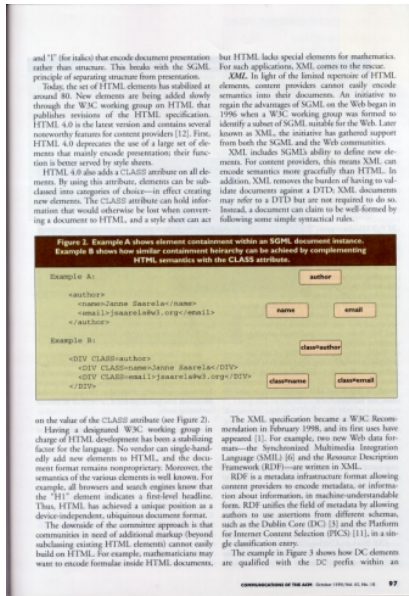 and "I" (for italics) that encode document presentation
rather than structure. This breaks with the SGML
principle of separating structure from presentation.
Today, the set of HTML elements has stabilized at
around 80. New elements are being added slowly
through the W3C working group on HTML that
publishes revisions of the HTML specification.
HTML 4.0 is the latest version and contains several
noteworthy features for content providers [12]. First,
HTML 4.0 deprecates the use of a large set of ele-
ments that mainly encode presentation; their func-
tion is better served by style sheets.
HTML 4.0 also adds a CLASS attribute on all ele-
ments. By using this attribute, elements can be sub-
classed into categories of choice—in effect creating
new elements. The CLASS attribute can hold infor-
mation that would otherwise be lost when convert-
ing a document to HTML, and a style sheet can act
but HTML lacks special elements for mathematics.
For such applications, XML comes to the rescue.
XML. In light of the limited repertoire of HTML
elements, content providers cannot easily encode
semantics into their documents. An initiative to
regain the advantages of SGML on the Web began in
1996 when a W3C working group was formed to
identify a subset of SGML suitable for the Web. Later
known as XML, the initiative has gathered support
from both the SGML and the Web communities.
XML includes SGML's ability to define new ele-
ments. For content providers, this means XML can
encode semantics more gracefully than HTML. In
addition, XML removes the burden of having to val-
idate documents against a DTD; XML documents
may refer to a DTD but are not required to do so.
Instead, a document can claim to be well-formed by
following some simple syntactical rules.
Figure 2. Example A shows element containment within an SGML document instance.
Example B shows how similar containment heirarchy can be achieved by complementing
HTML semantics with the CLASS attribute.
Example A:
<author>
<name>Janne Saarela</name>
<email>jsaarela@w3.org</email>
</author>
Example B:
<DIV CLASS=author>
<DIV CLASS=name>Janne Saarela</DIV>
<DIV CLASS=email>jsaarela@w3.org</DIV>
</DIV>
author
name email
class=author
class=name class=email
on the value of the CLASS attribute (see Figure 2).
Having a designated W3C working group in
charge of HTML development has been a stabilizing
factor for the language. No vendor can single-hand-
edly add new elements to HTML, and the docu-
ment format remains nonproprietary. Moreover, the
semantics of the various elements is well known. For
example, all browsers and search engines know that
the "H1" element indicates a first-level headline.
Thus, HTML has achieved a unique position as a
device-independent, ubiquitous document format.
The downside of the committee approach is that
communities in need of additional markup (beyond
subclassing existing HTML elements) cannot easily
build on HTML. For example, mathematicians may
want to encode formulae inside HTML documents,
The XML specification became a W3C Recom-
mendation in February 1998, and its first uses have
appeared [1]. For example, two new Web data for-
mats—the Synchronized Multimedia Integration
Language (SMIL) [6] and the Resource Description
Framework (RDF)—are written in XML.
RDF is a metadata infrastructure format allowing
content providers to encode metadata, or informa-
tion about information, in machine-understandable
form. RDF unifies the field of metadata by allowing
authors to use assertions from different schemas,
such as the Dublin Core (DC) [3] and the Platform
for Internet Content Selection (PICS) [11], in a sin-
gle classification entry.
The example in Figure 3 shows how DC elements
are qualified with the DC prefix within an
COMMUNICATIONS OF THE ACM October 1999/Vol. 42, No. 10 97